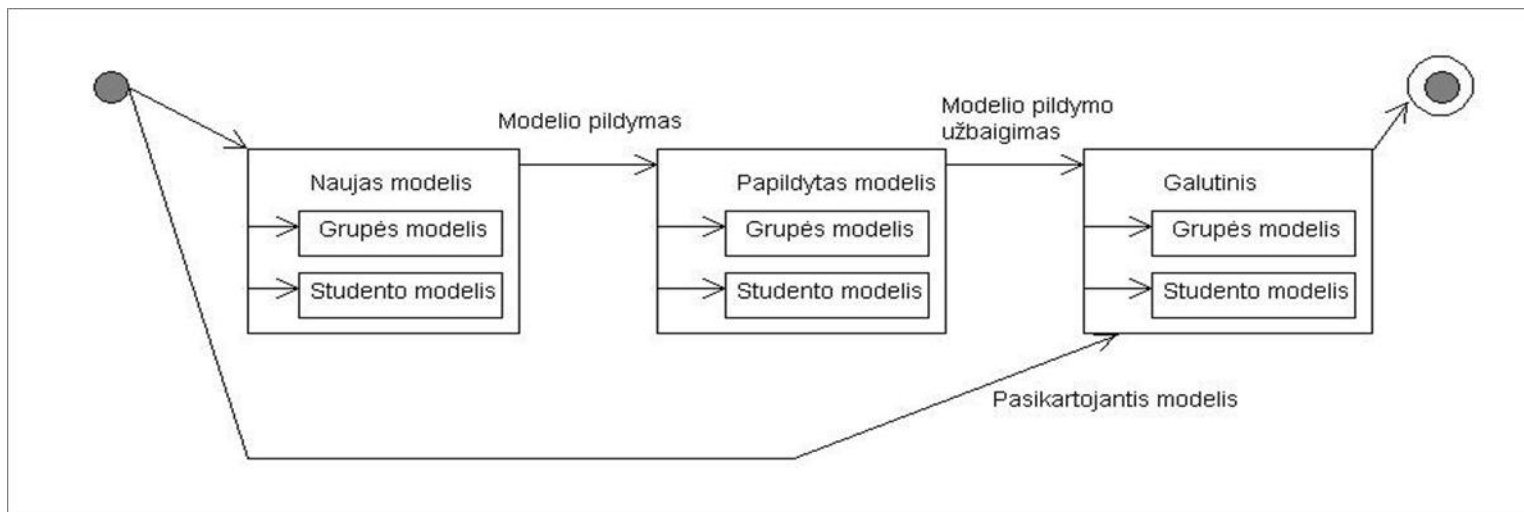 Modelio pildymas
Modelio pildymo
užbaigimas
Naujas modelis
Grupės modelis
Studento modelis
Papildytas modelis
Grupės modelis
Studento modelis
Galutinis
Grupės modelis
Studento modelis
Pasikartojantis modelis